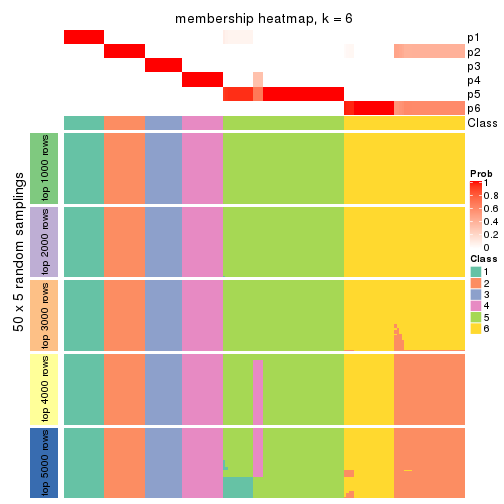 membership heatmap, k = 6
p1
p2
p3
p4
p5
p6
Class
50 x 5 random samplings
top 1000 rows
top 2000 rows
top 3000 rows
top 4000 rows
top 5000 rows
Prob
1
0.8
0.6
0.4
0.2
0
Class
1
2
3
4
5
6